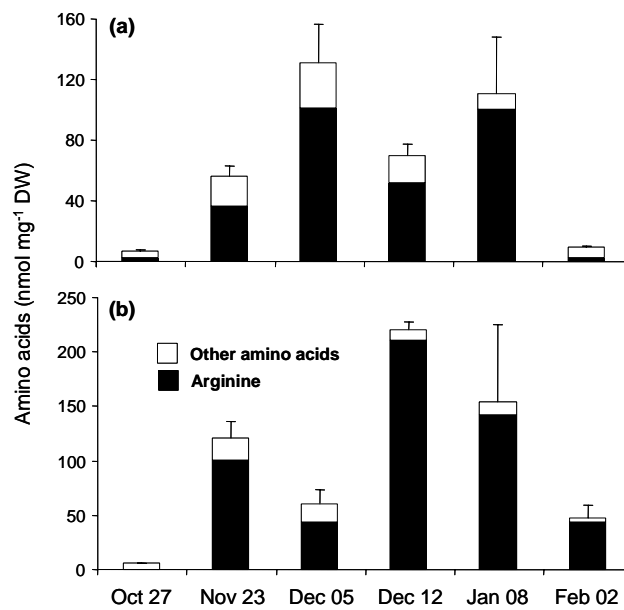 (a)
160
120
80
40
0
Amino acids (nmol mg-1 DW)
(b)
250
200
150
100
50
0
Other amino acids
Arginine
Oct 27 Nov 23 Dec 05 Dec 12 Jan 08 Feb 02